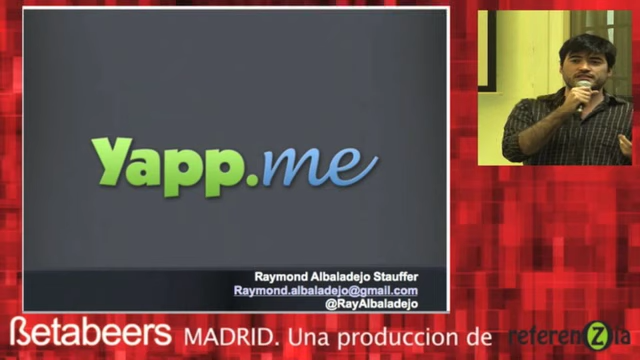 Yapp.me
Raymond Albaladejo Stauffer
Raymond.albaladejo@gmail.com
@RayAlbaladejo
ßetabeers MADRID. Una produccion de referenZia